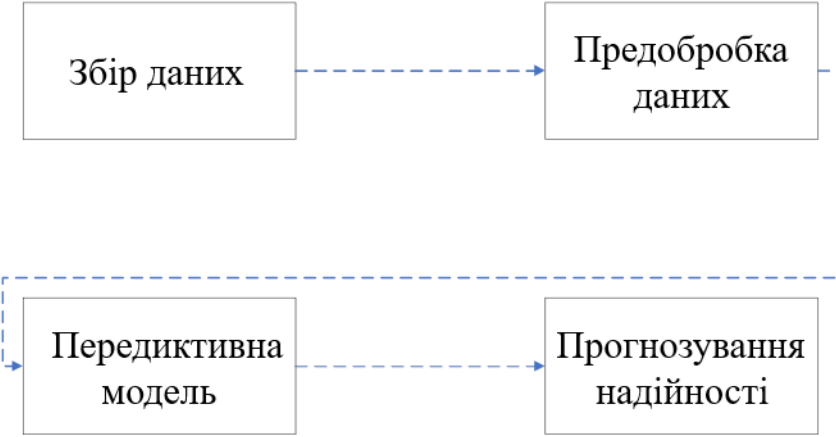 Збір даних
Предобробка
даних
Передиктивна
модель
Прогнозування
надійності